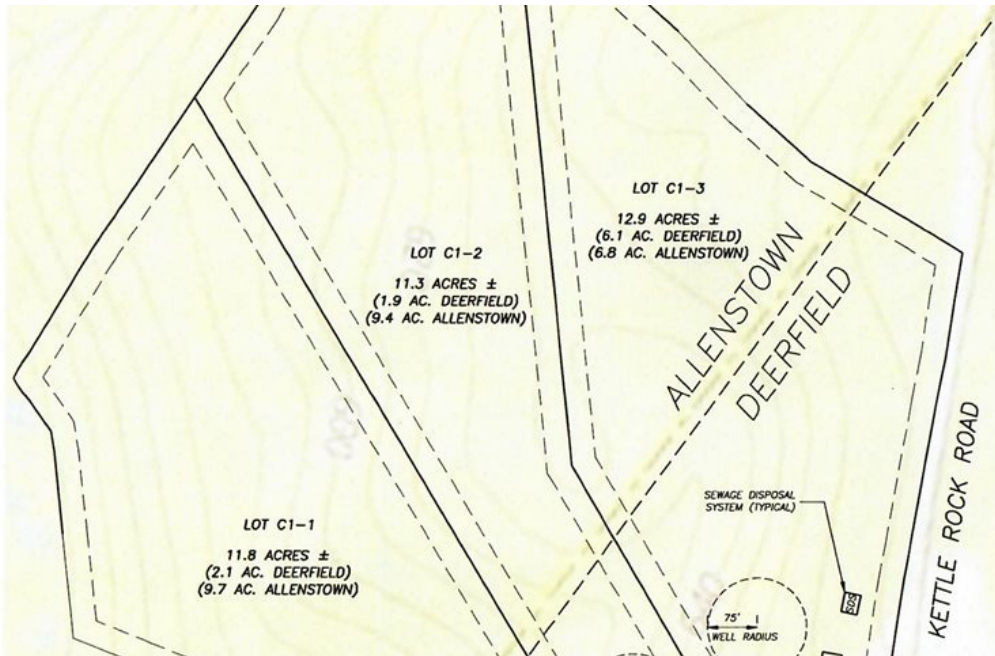 LOT C1-3
12.9 ACRES ±
(6.1 AC. DEERFIELD)
(6.8 AC. ALLENSTOWN)
LOT C1-2
11.3 ACRES ±
(1.9 AC. DEERFIELD)
(9.4 AC. ALLENSTOWN)
ALLENSTOWN
DEERFIELD
KETTLE ROCK ROAD
SEWAGE DISPOSAL
SYSTEM (TYPICAL)
LOT C1-1
11.8 ACRES ±
(2.1 AC. DEERFIELD)
(9.7 AC. ALLENSTOWN)
SDS
75'
WELL RADIUS